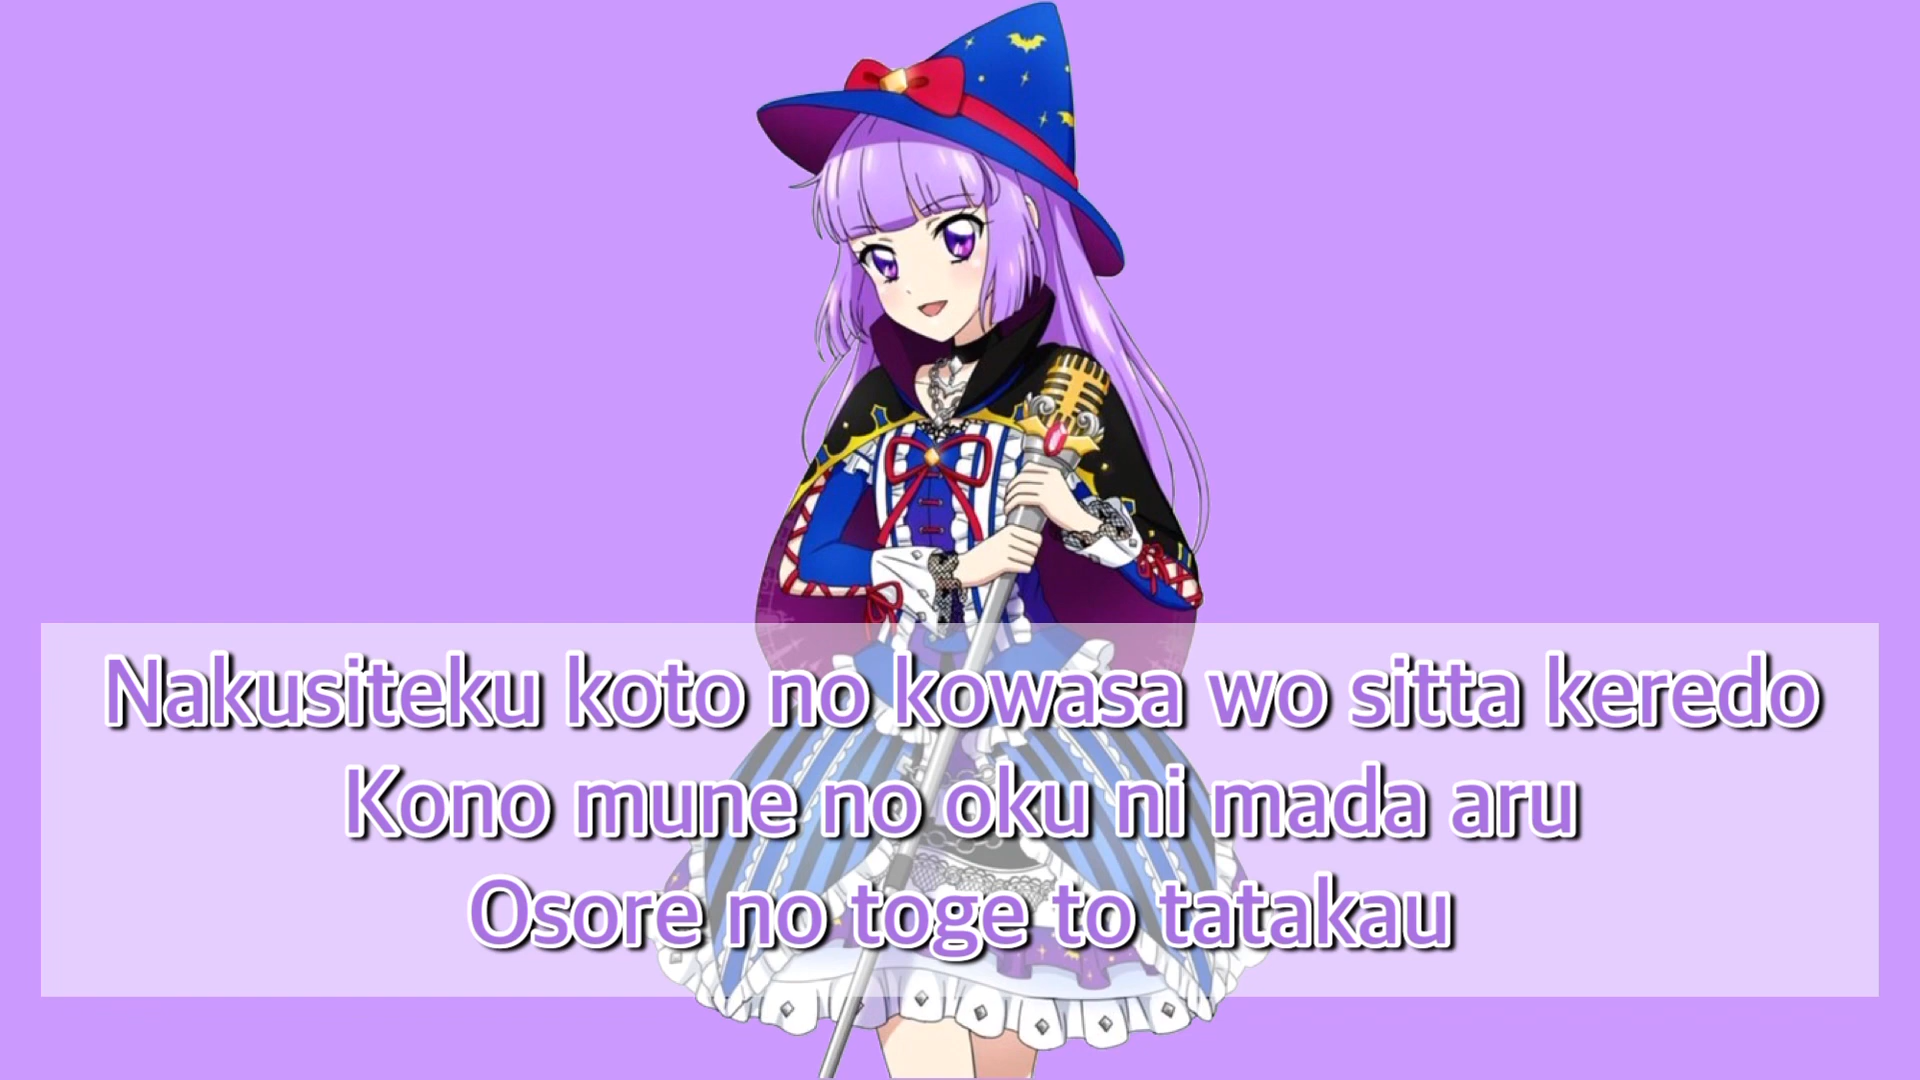 Nakusiteku koto no kowasa wo sitta keredo
Kono mune no oku ni mada aru
Osore no toge to tatakau